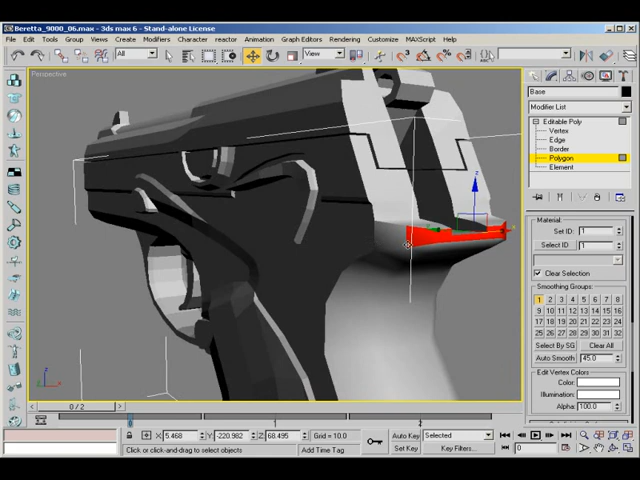 Beretta_9000_06.max - 3ds max 6 - Stand-alone License
File Edit Tools Group Views Create Modifiers Character reactor Animation Graph Editors Rendering Customize MAXScript Help
All
View
Perspective
Base
Modifier List
Editable Poly
Vertex
Edge
Border
Polygon
Element
Material:
Set ID: 1
Select ID 1
Clear Selection
Smoothing Groups:
1 2 3 4 5 6 7 8
9 10 11 12 13 14 15 16
17 18 19 20 21 22 23 24
25 26 27 28 29 30 31 32
Select By SG Clear All
Auto Smooth 45.0
Edit Vertex Colors
Color:
Illumination:
Alpha: 100.0
z
z
x
0 / 2
0 1 2
X: 5.468 Y: -220.982 Z: 68.495 Grid = 10.0
Auto Key Selected
Set Key Key Filters...
0
Click or click-and-drag to select objects Add Time Tag